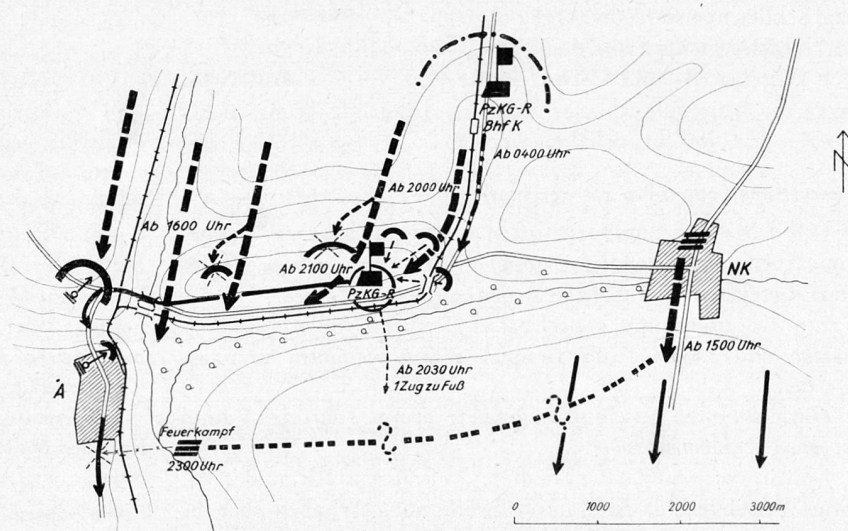 PzKG-R
Bhf K
Ab 0400 Uhr
N
Ab 2000 Uhr
Ab 1600 Uhr
Ab 2100 Uhr
NK
PzKG-R
Ab 1500 Uhr
Ab 2030 Uhr
1 Zug zu Fuß
A
Feuerkampf
2300 Uhr
0 1000 2000 3000m